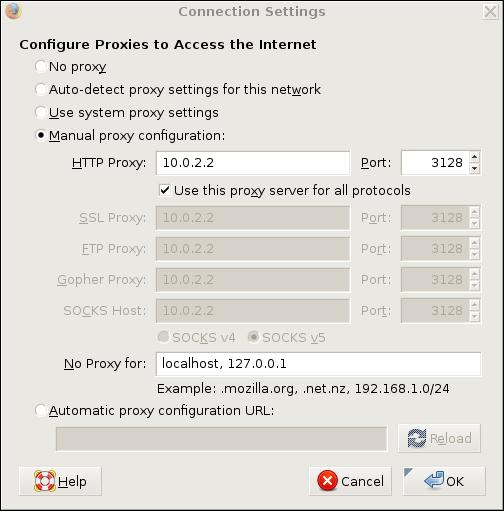 Connection Settings
Configure Proxies to Access the Internet
No proxy
Auto-detect proxy settings for this network
Use system proxy settings
Manual proxy configuration:
HTTP Proxy: 10.0.2.2 Port: 3128
Use this proxy server for all protocols
SSL Proxy: 10.0.2.2 Port: 3128
FTP Proxy: 10.0.2.2 Port: 3128
Gopher Proxy: 10.0.2.2 Port: 3128
SOCKS Host: 10.0.2.2 Port: 3128
SOCKS v4 SOCKS v5
No Proxy for: localhost, 127.0.0.1
Example: .mozilla.org, .net.nz, 192.168.1.0/24
Automatic proxy configuration URL:
Reload
Help Cancel OK